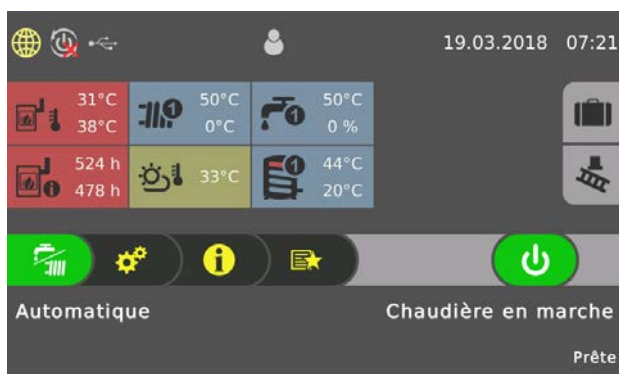 19.03.2018 07:21
31°C 50°C 50°C
38°C 0°C 0 %
524 h 33°C 44°C
478 h 20°C
Automatique Chaudière en marche
Prête